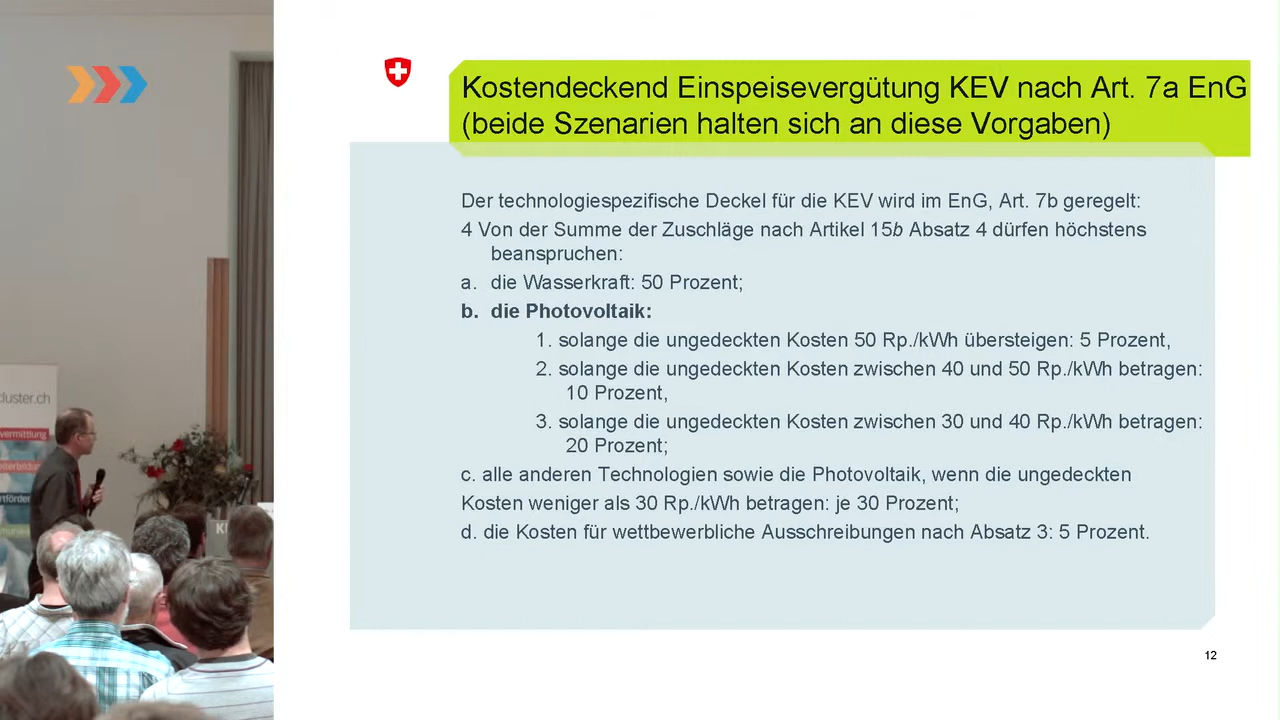 Kostendeckend Einspeisevergütung KEV nach Art. 7a EnG
(beide Szenarien halten sich an diese Vorgaben)
Der technologiespezifische Deckel für die KEV wird im EnG, Art. 7b geregelt:
4 Von der Summe der Zuschläge nach Artikel 15b Absatz 4 dürfen höchstens
beanspruchen:
a. die Wasserkraft: 50 Prozent;
b. die Photovoltaik:
1. solange die ungedeckten Kosten 50 Rp./kWh übersteigen: 5 Prozent,
2. solange die ungedeckten Kosten zwischen 40 und 50 Rp./kWh betragen:
10 Prozent,
3. solange die ungedeckten Kosten zwischen 30 und 40 Rp./kWh betragen:
20 Prozent;
c. alle anderen Technologien sowie die Photovoltaik, wenn die ungedeckten
Kosten weniger als 30 Rp./kWh betragen: je 30 Prozent;
d. die Kosten für wettbewerbliche Ausschreibungen nach Absatz 3: 5 Prozent.
12